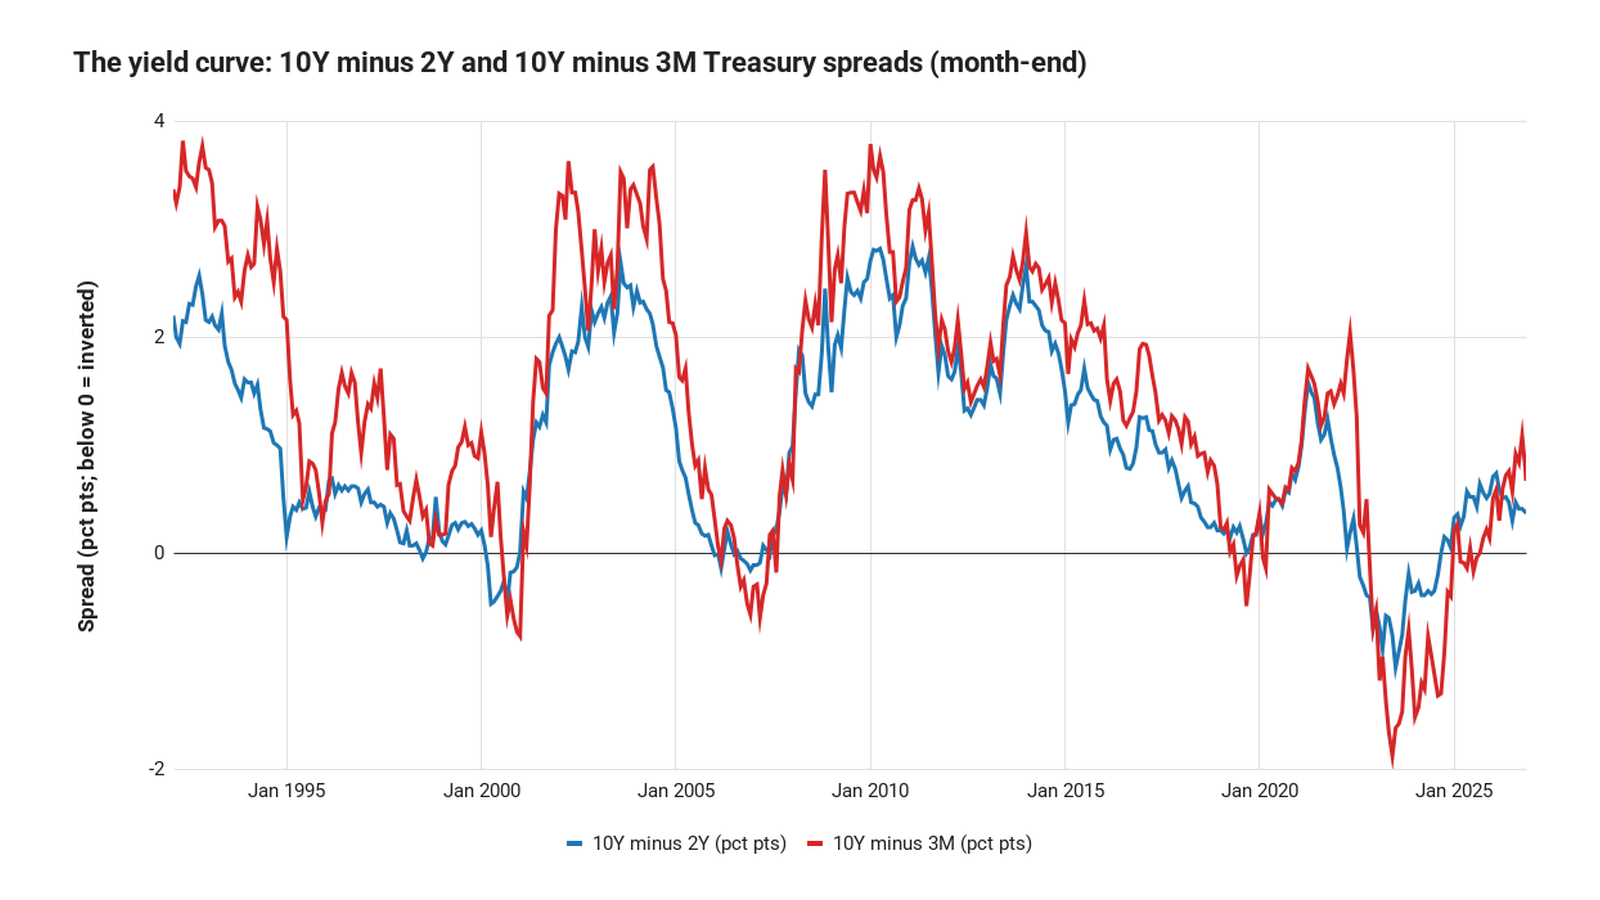 The yield curve: 10Y minus 2Y and 10Y minus 3M Treasury spreads (month-end)
Spread (pct pts; below 0 = inverted)
4
2
0
-2
Jan 1995
Jan 2000
Jan 2005
Jan 2010
Jan 2015
Jan 2020
Jan 2025
10Y minus 2Y (pct pts)
10Y minus 3M (pct pts)